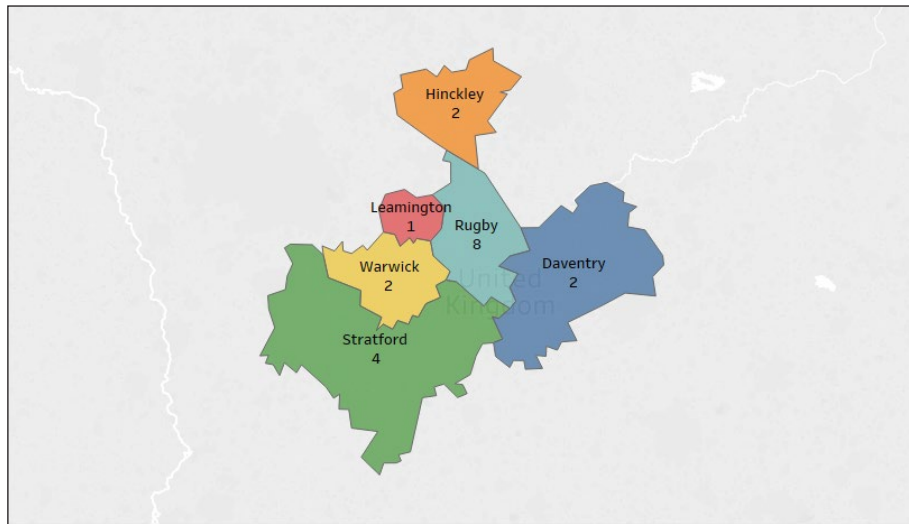 Hinckley
2
Leamington
1
Rugby
8
Warwick
2
Daventry
2
United
Kingdom
Stratford
4